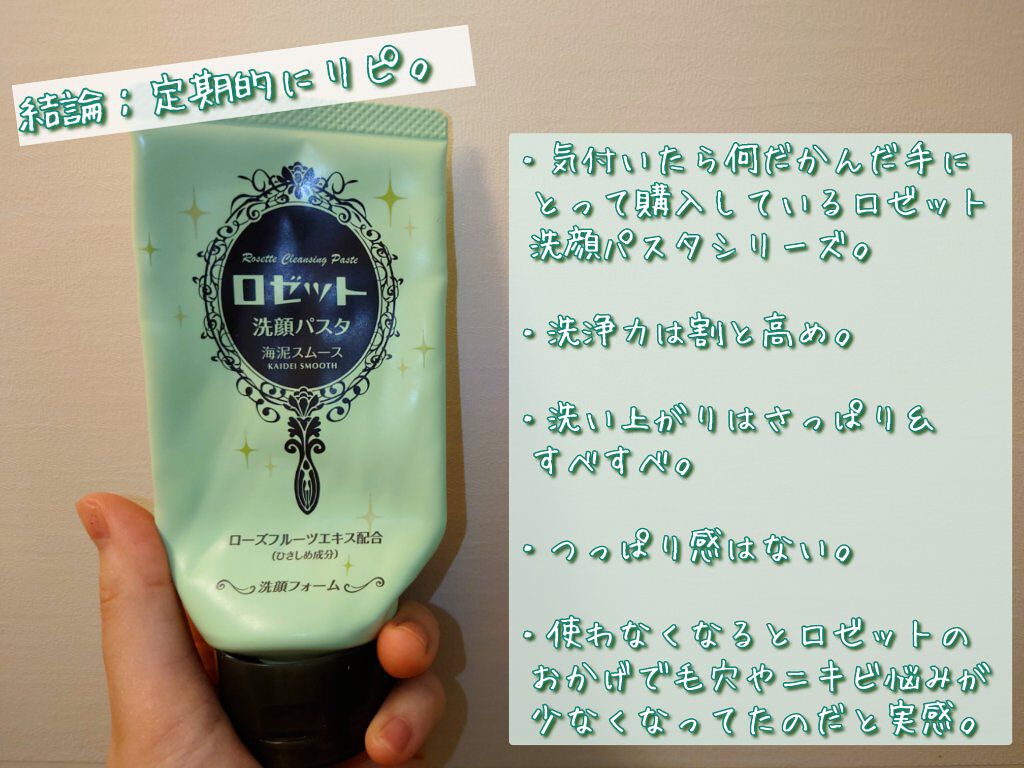 結論：定期的にリピ。
Rosette Cleansing Paste
ロゼット
洗顔パスタ
海泥スムース
KAIDEI SMOOTH
ローズフルーツエキス配合
(ひきしめ成分)
洗顔フォーム
・気付いたら何だかんだ手に
とって購入しているロゼット
洗顔パスタシリーズ。
・洗浄力は割と高め。
・洗い上がりはさっぱり&
すべすべ。
・つっぱり感はない。
・使わなくなるとロゼットの
おかげで毛穴やニキビ悩みが
少なくなってたのだと実感。